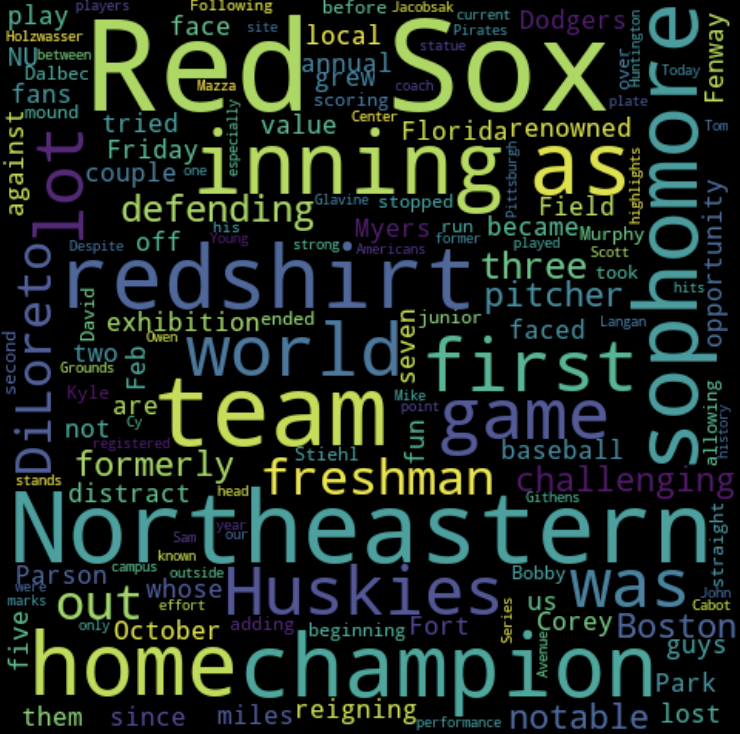 players
Following
before
Jacobsak
play
site
current
Dodgers
Holzwasser
face
local
Pirates
Red Sox
sophomore
NU
between
annual
statue
over
Huntington
Fenway
Dalbec
grew
Today
fans
Mazza
scoring
coach
plate
mound
especially
Center
Tom
against
lot
tried
value
Florida
renowned
Friday
inning
as
couple
one
Pittsburgh
highlights
defending
Glavine
stopped
Field
opportunity
his
Myers
run
became
Murphy
off
Young
strong
former
played
Despite
Americans
Scott
DiLoreto
redshirt
three
took
pitcher
hits
David
exhibition
ended
seven
junior
faced
Langan
second
Owen
world
first
two
Feb
Grounds
Kyle
Mike
allowing
history
are
team
point
game
not
Cy
fun
registered
baseball
formerly
Stiehl
freshman
challenging
stands
distract
head
Githens
Northeastern
straight
year
our
Sam
known
Parson
campus
outside
Bobby
was
were
whose
Huskies
John
marks
out
effort
us
Cabot
five
only
October
adding
beginning
Fort
Series
Corey
Boston
Avenue
guys
home
champion
Park
them
since
miles
reigning
performance
notable
lost